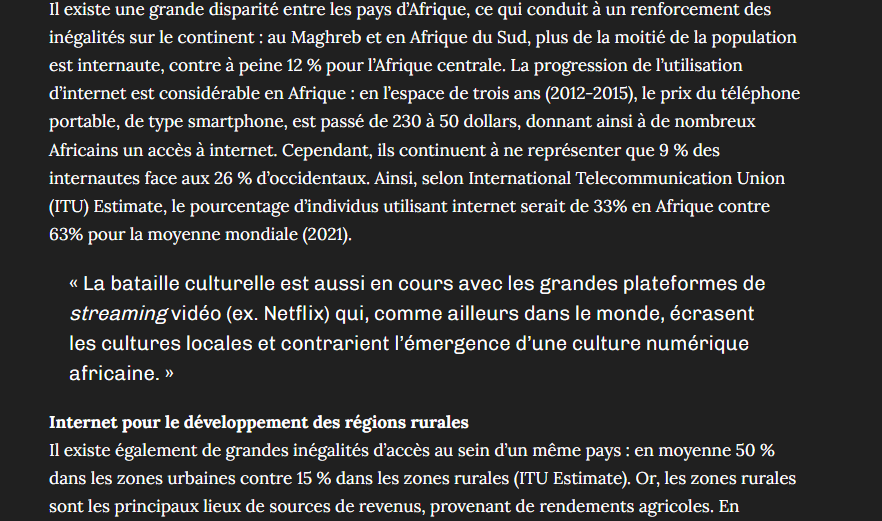 Il existe une grande disparité entre les pays d’Afrique, ce qui conduit à un renforcement des
inégalités sur le continent : au Maghreb et en Afrique du Sud, plus de la moitié de la population
est internaute, contre à peine 12 % pour l’Afrique centrale. La progression de l’utilisation
d’internet est considérable en Afrique : en l’espace de trois ans (2012-2015), le prix du téléphone
portable, de type smartphone, est passé de 230 à 50 dollars, donnant ainsi à de nombreux
Africains un accès à internet. Cependant, ils continuent à ne représenter que 9 % des
internautes face aux 26 % d’occidentaux. Ainsi, selon International Telecommunication Union
(ITU) Estimate, le pourcentage d’individus utilisant internet serait de 33% en Afrique contre
63% pour la moyenne mondiale (2021).
« La bataille culturelle est aussi en cours avec les grandes plateformes de
streaming vidéo (ex. Netflix) qui, comme ailleurs dans le monde, écrasent
les cultures locales et contrarient l’émergence d’une culture numérique
africaine. »
Internet pour le développement des régions rurales
Il existe également de grandes inégalités d’accès au sein d’un même pays : en moyenne 50 %
dans les zones urbaines contre 15 % dans les zones rurales (ITU Estimate). Or, les zones rurales
sont les principaux lieux de sources de revenus, provenant de rendements agricoles. En